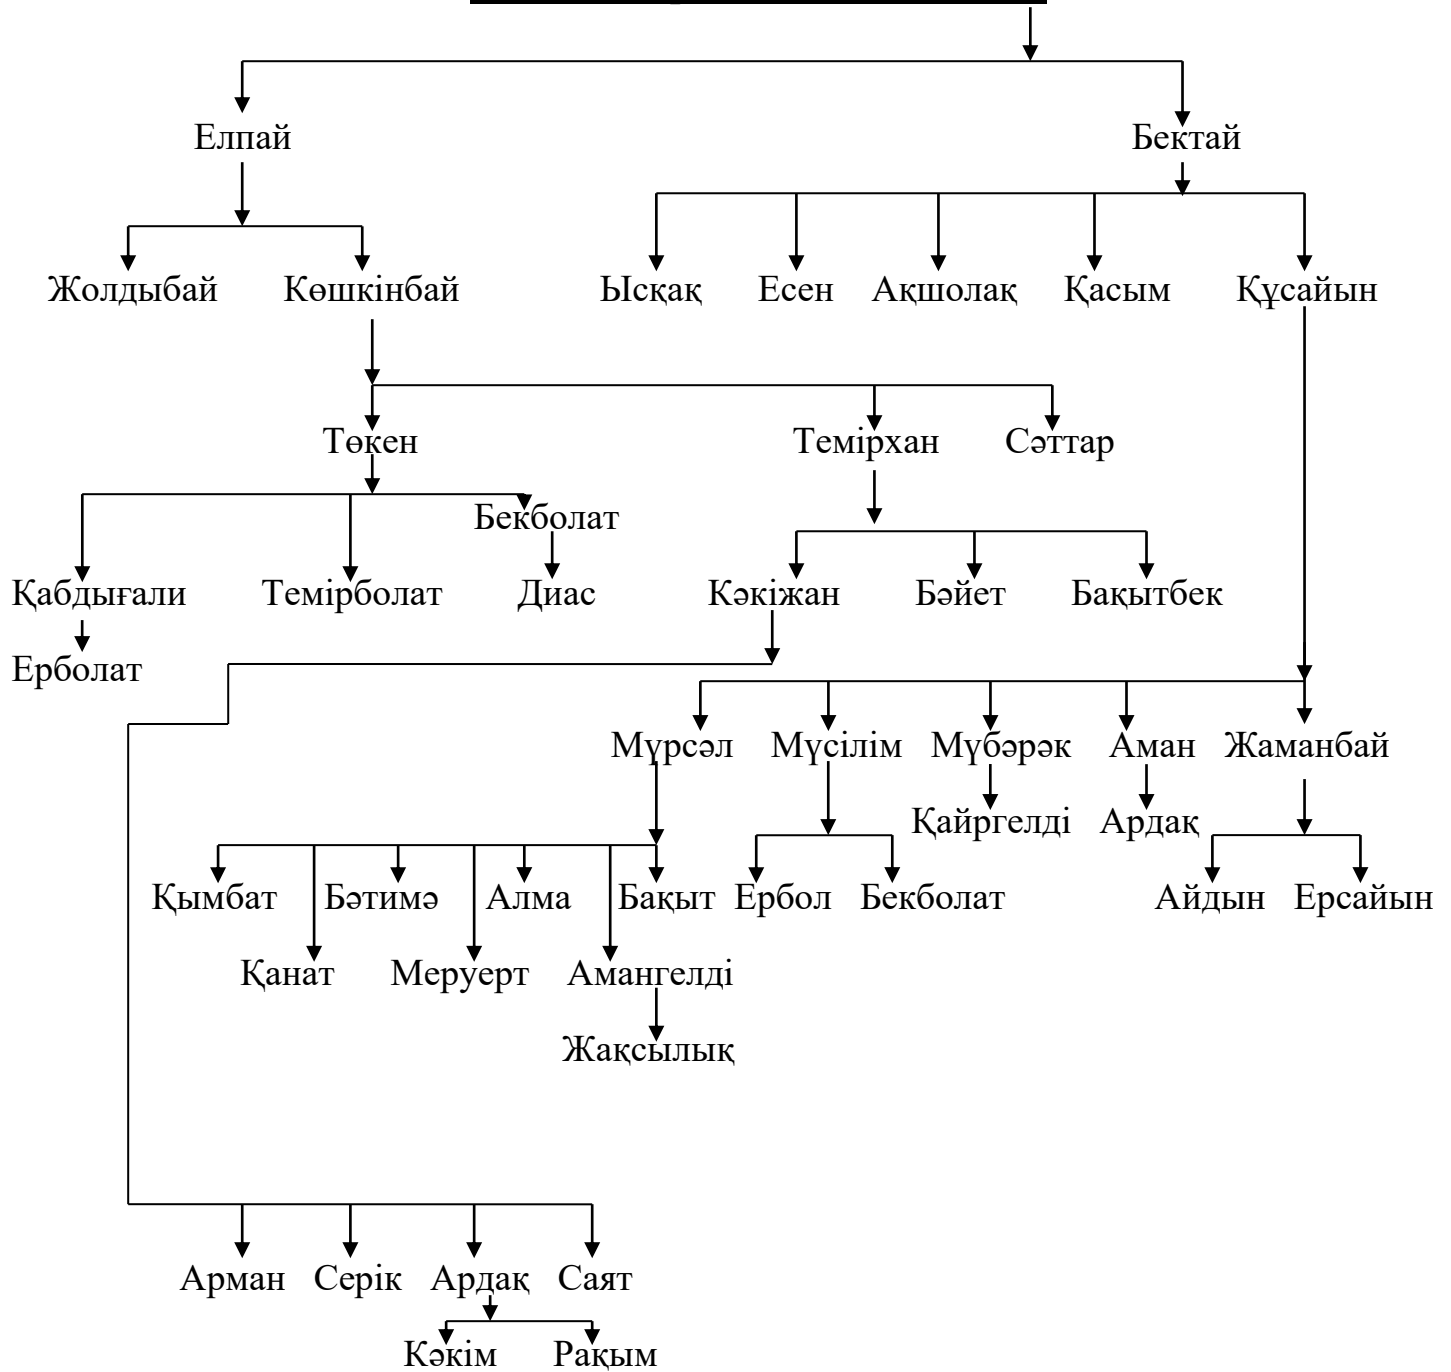 Елпай Бектай
Жолдыбай Көшкінбай Ысқақ Есен Ақшолақ Қасым Құсайын
Төкен Темірхан Сәттар
Бекболат
Қабдығали Темірболат Диас Кәкіжан Бәйет Бақытбек
Ерболат
Мүрсәл Мүсілім Мүбәрәк Аман Жаманбай
Қайргелді Ардақ
Қымбат Бәтимә Алма Бақыт Ербол Бекболат Айдын Ерсайын
Қанат Меруерт Амангелді
Жақсылық
Арман Серік Ардақ Саят
Кәкім Рақым